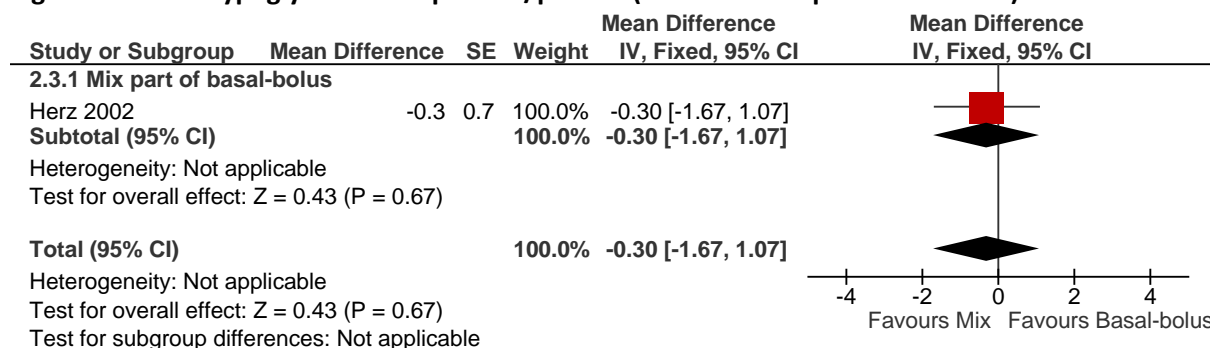 Mean Difference Mean Difference
Study or Subgroup Mean Difference SE Weight IV, Fixed, 95% CI IV, Fixed, 95% CI
2.3.1 Mix part of basal-bolus
Herz 2002 -0.3 0.7 100.0% -0.30 [-1.67, 1.07]
Subtotal (95% CI) 100.0% -0.30 [-1.67, 1.07]
Heterogeneity: Not applicable
Test for overall effect: Z = 0.43 (P = 0.67)
Total (95% CI) 100.0% -0.30 [-1.67, 1.07]
Heterogeneity: Not applicable
Test for overall effect: Z = 0.43 (P = 0.67)
Test for subgroup differences: Not applicable
-4 -2 0 2 4
Favours Mix Favours Basal-bolus